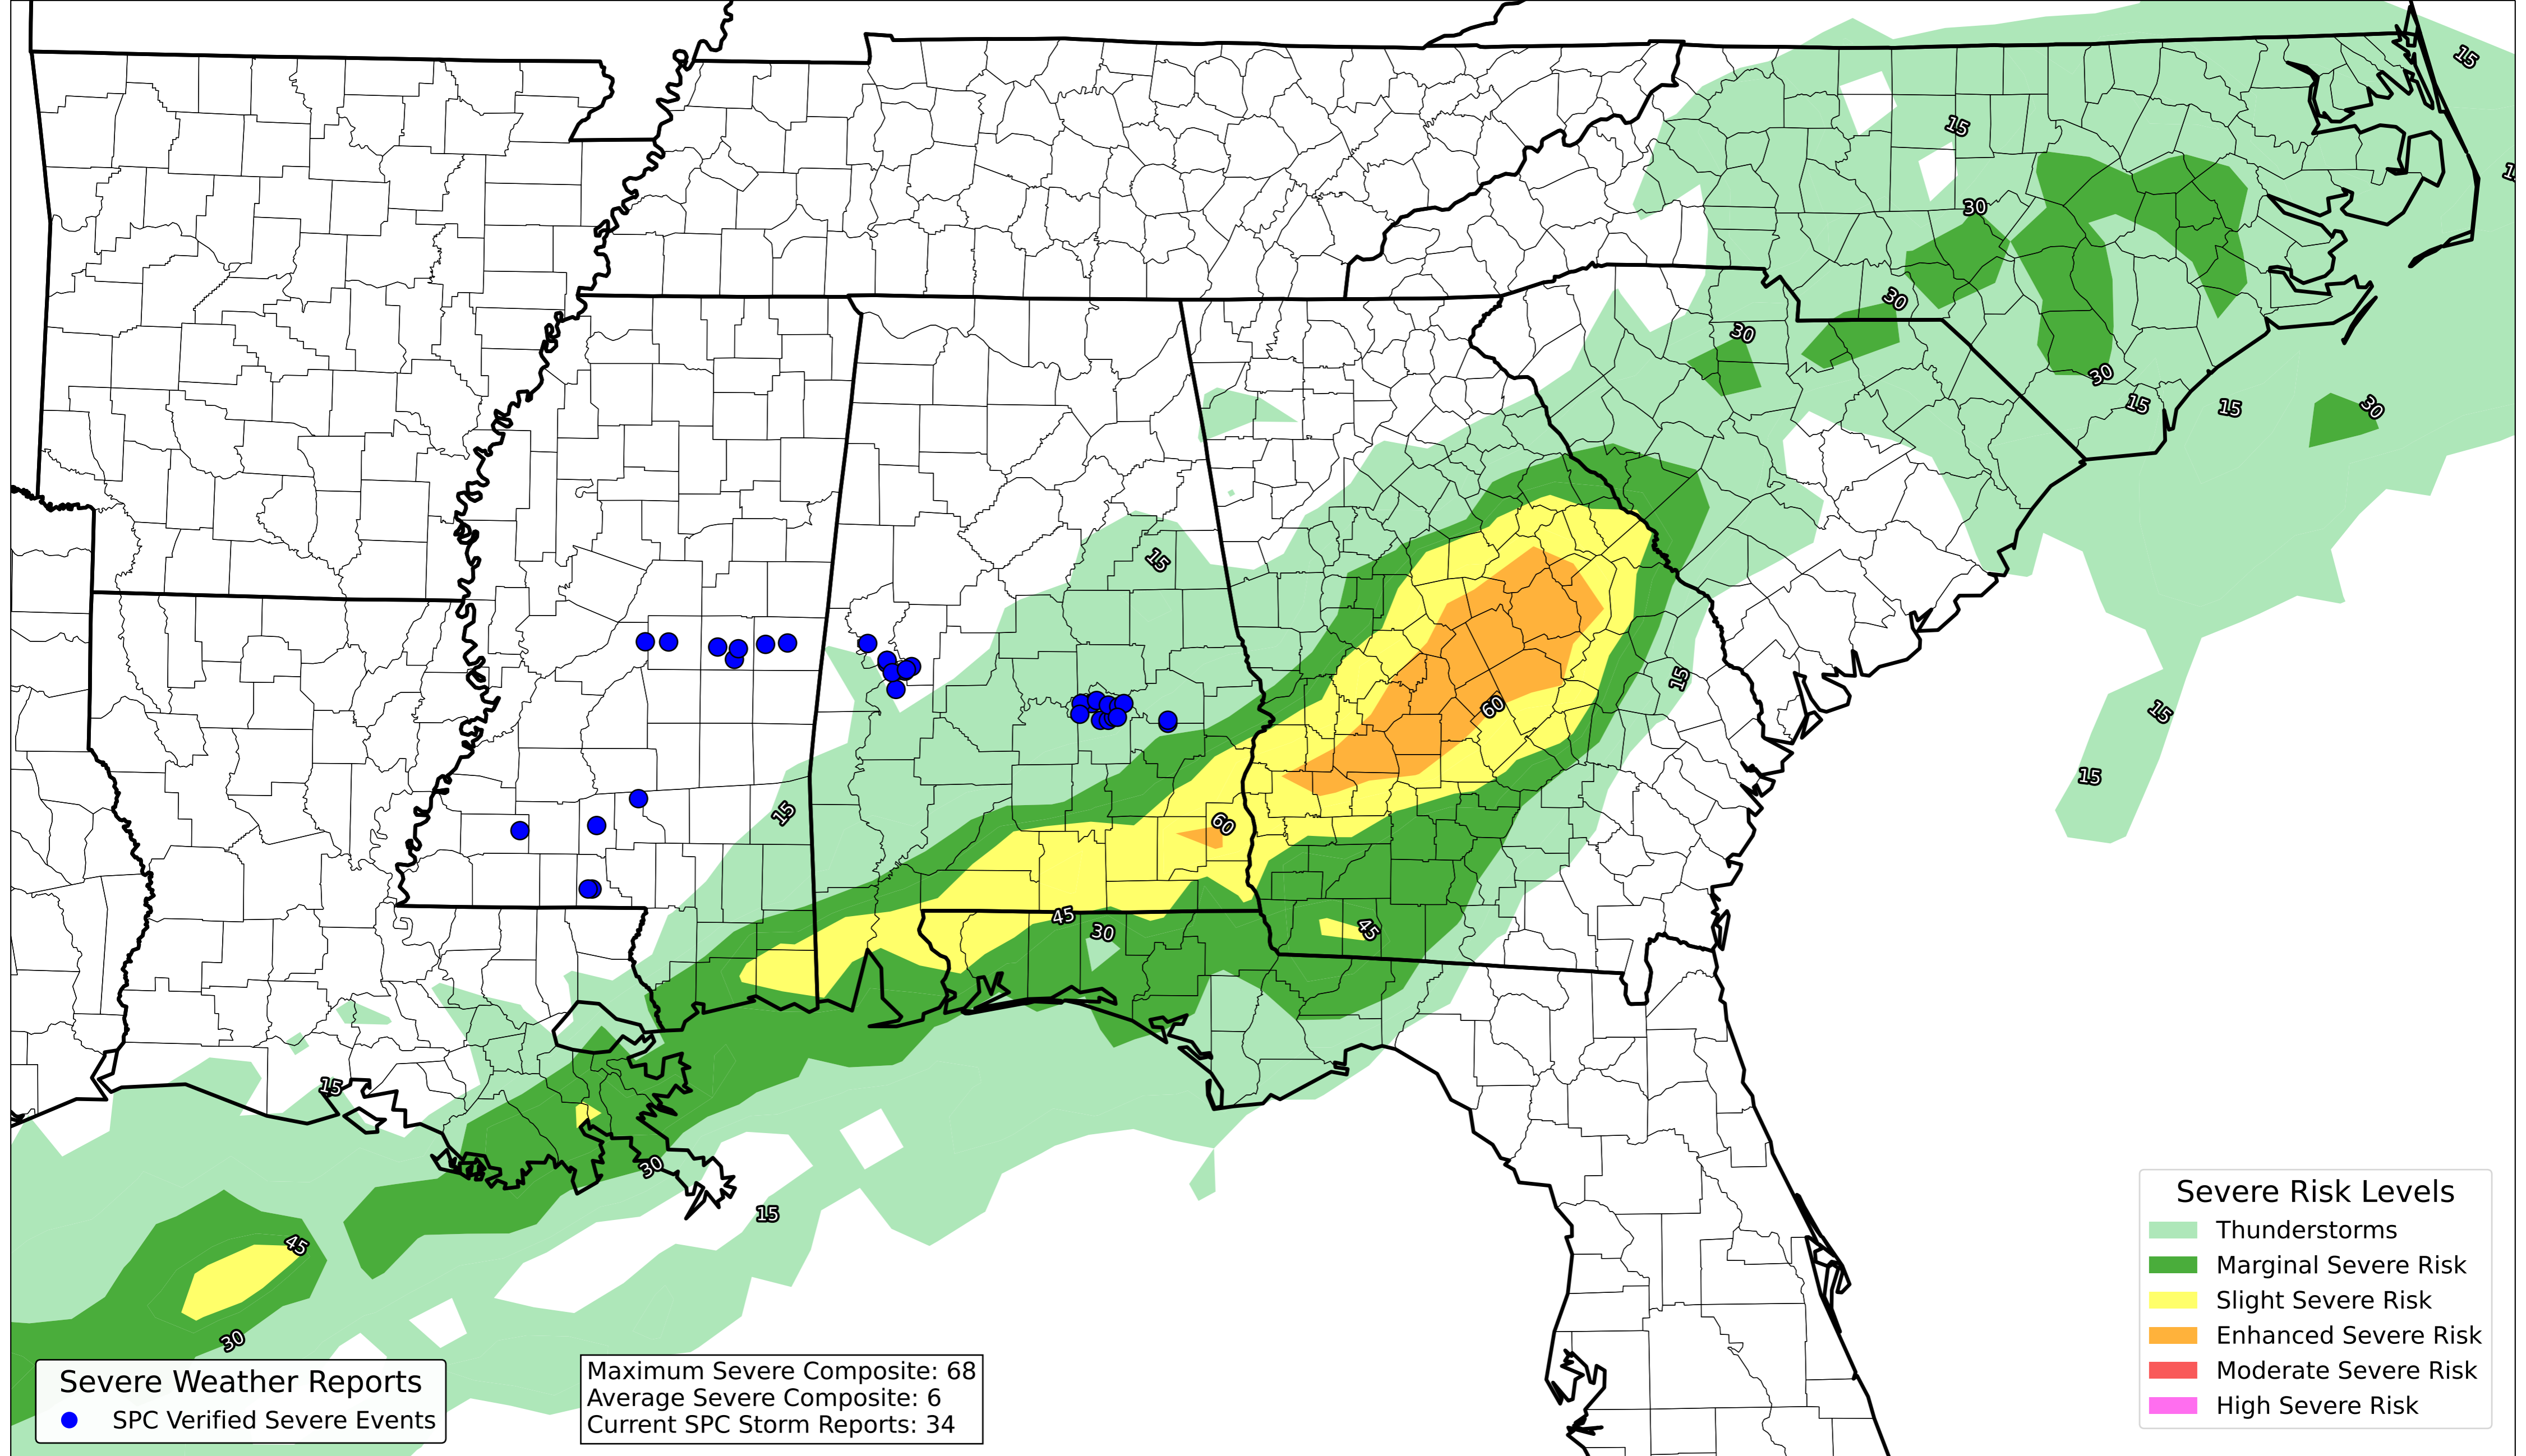 15
15
15
30
30
30
30
15
15
30
15
60
15
15
60
15
15
45
30
45
15
30
15
45
30
Severe Risk Levels
Thunderstorms
Marginal Severe Risk
Slight Severe Risk
Enhanced Severe Risk
Moderate Severe Risk
High Severe Risk
Severe Weather Reports
SPC Verified Severe Events
Maximum Severe Composite: 68
Average Severe Composite: 6
Current SPC Storm Reports: 34